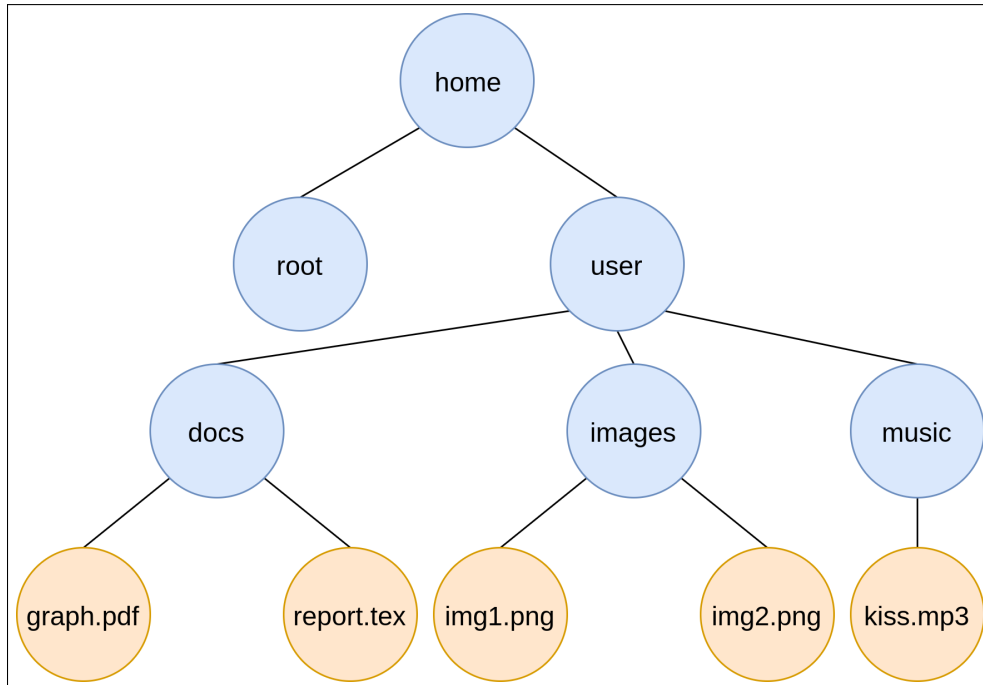 home
root
user
docs
images
music
graph.pdf
report.tex
img1.png
img2.png
kiss.mp3